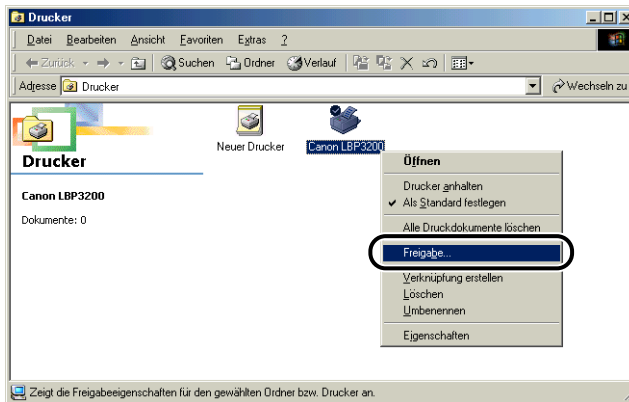 Drucker
Datei Bearbeiten Ansicht Favoriten Extras ?
Zurück Suchen Ordner Verlauf
Adresse Drucker Wechseln zu
Drucker
Canon LBP3200
Dokumente: 0
Neuer Drucker
Canon LBP3200
Öffnen
Drucker anhalten
Als Standard festlegen
Alle Druckdokumente löschen
Freigabe...
Verknüpfung erstellen
Löschen
Umbenennen
Eigenschaften
Zeigt die Freigabeeigenschaften für den gewählten Ordner bzw. Drucker an.